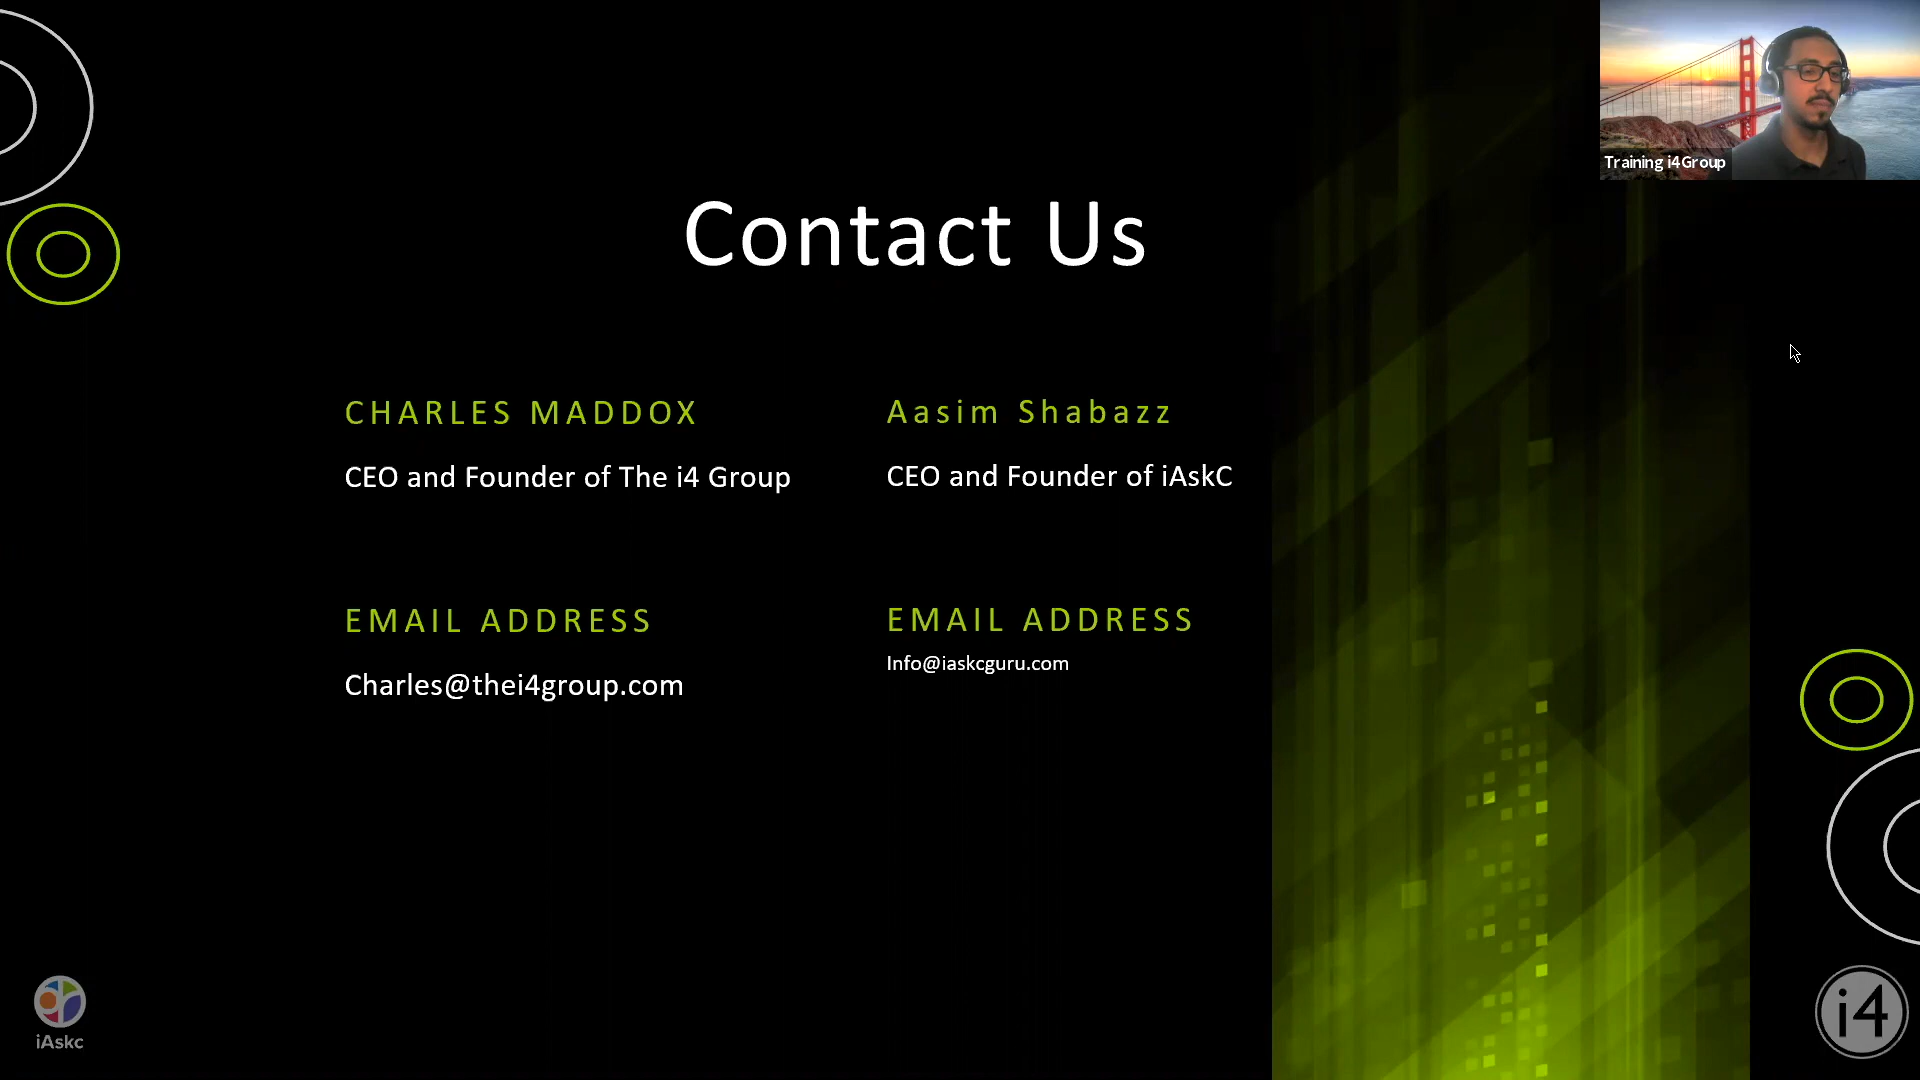 Training i4Group
Contact Us
CHARLES MADDOX
CEO and Founder of The i4 Group
EMAIL ADDRESS
Charles@thei4group.com
Aasim Shabazz
CEO and Founder of iAskC
EMAIL ADDRESS
Info@iaskcguru.com
iAskc
i4